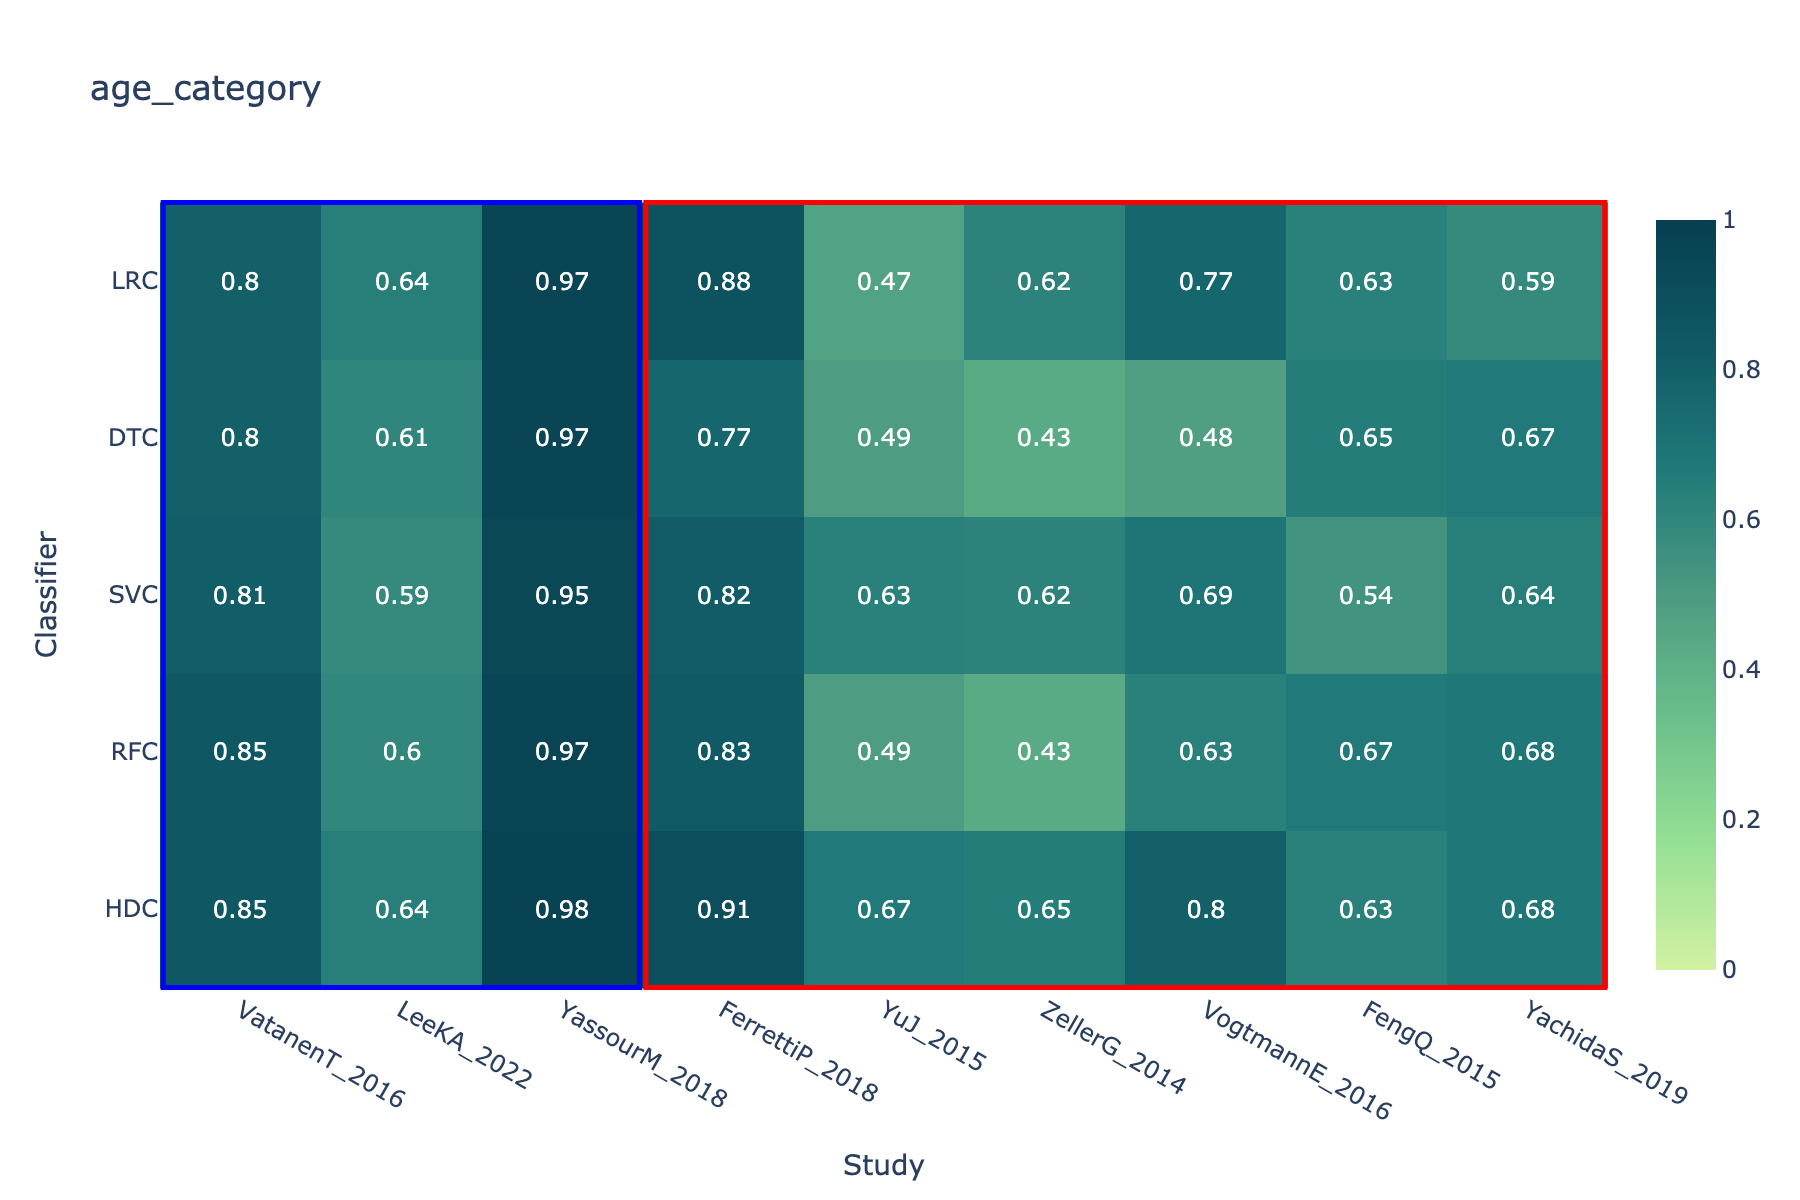 age_category
LRC 0.8 0.64 0.97 0.88 0.47 0.62 0.77 0.63 0.59
DTC 0.8 0.61 0.97 0.77 0.49 0.43 0.48 0.65 0.67
SVC 0.81 0.59 0.95 0.82 0.63 0.62 0.69 0.54 0.64
RFC 0.85 0.6 0.97 0.83 0.49 0.43 0.63 0.67 0.68
HDC 0.85 0.64 0.98 0.91 0.67 0.65 0.8 0.63 0.68
Classifier
VatanenT_2016
LeeKA_2022
YassourM_2018
FerrettiP_2018
YuJ_2015
ZellerG_2014
VogtmannE_2016
FengQ_2015
YachidaS_2019
Study
1
0.8
0.6
0.4
0.2
0